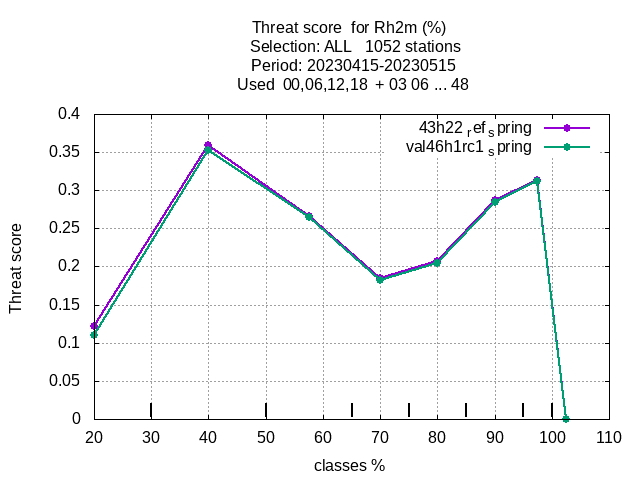 Threat score for Rh2m (%)
Selection: ALL 1052 stations
Period: 20230415-20230515
Used 00,06,12,18 + 03 06 ... 48
43h22 ref spring
val46h1rc1 spring
0.4
0.35
0.3
0.25
0.2
0.15
0.1
0.05
0
Threat score
20 30 40 50 60 70 80 90 100 110
classes %